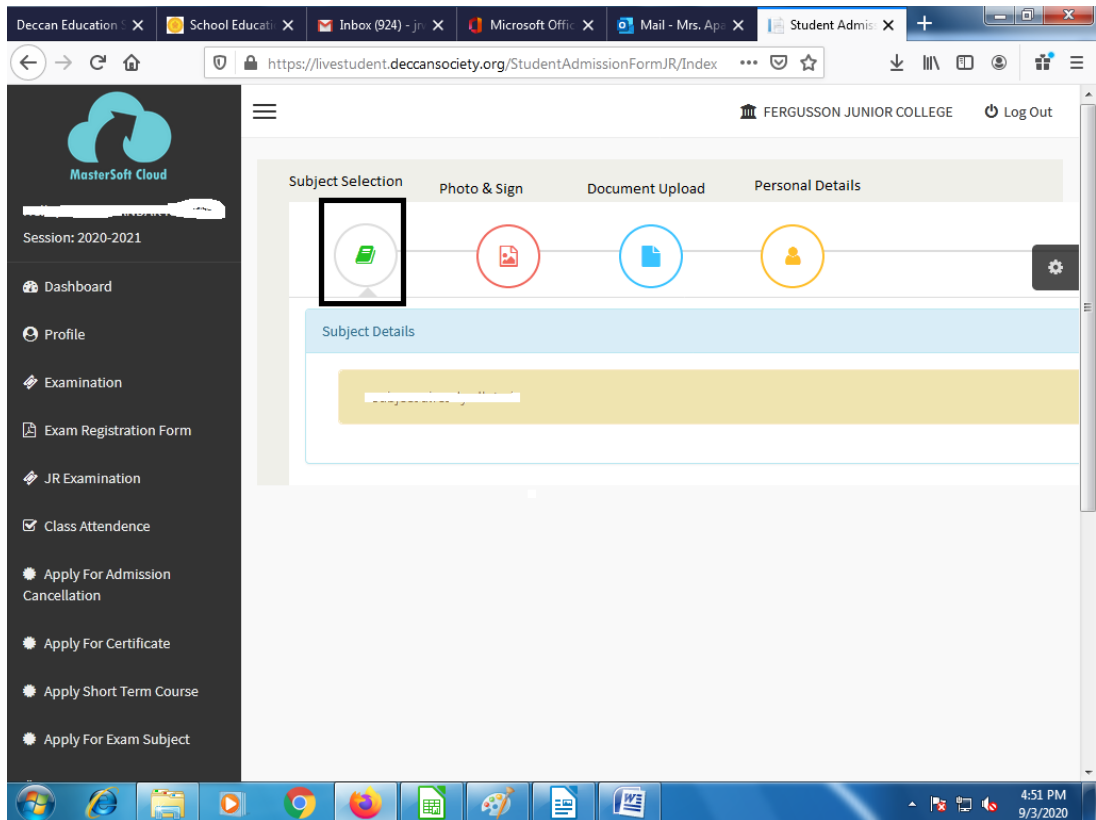 Deccan Education S
School Educati
Inbox (924) - jr
Microsoft Offic
Mail - Mrs. Apa
Student Admis
https://livestudent.deccansociety.org/StudentAdmissionFormJR/Index
MasterSoft Cloud
FERGUSSON JUNIOR COLLEGE
Log Out
Subject Selection
Photo & Sign
Document Upload
Personal Details
Session: 2020-2021
Dashboard
Profile
Examination
Exam Registration Form
JR Examination
Class Attendence
Apply For Admission
Cancellation
Apply For Certificate
Apply Short Term Course
Apply For Exam Subject
Subject Details
4:51 PM
9/3/2020